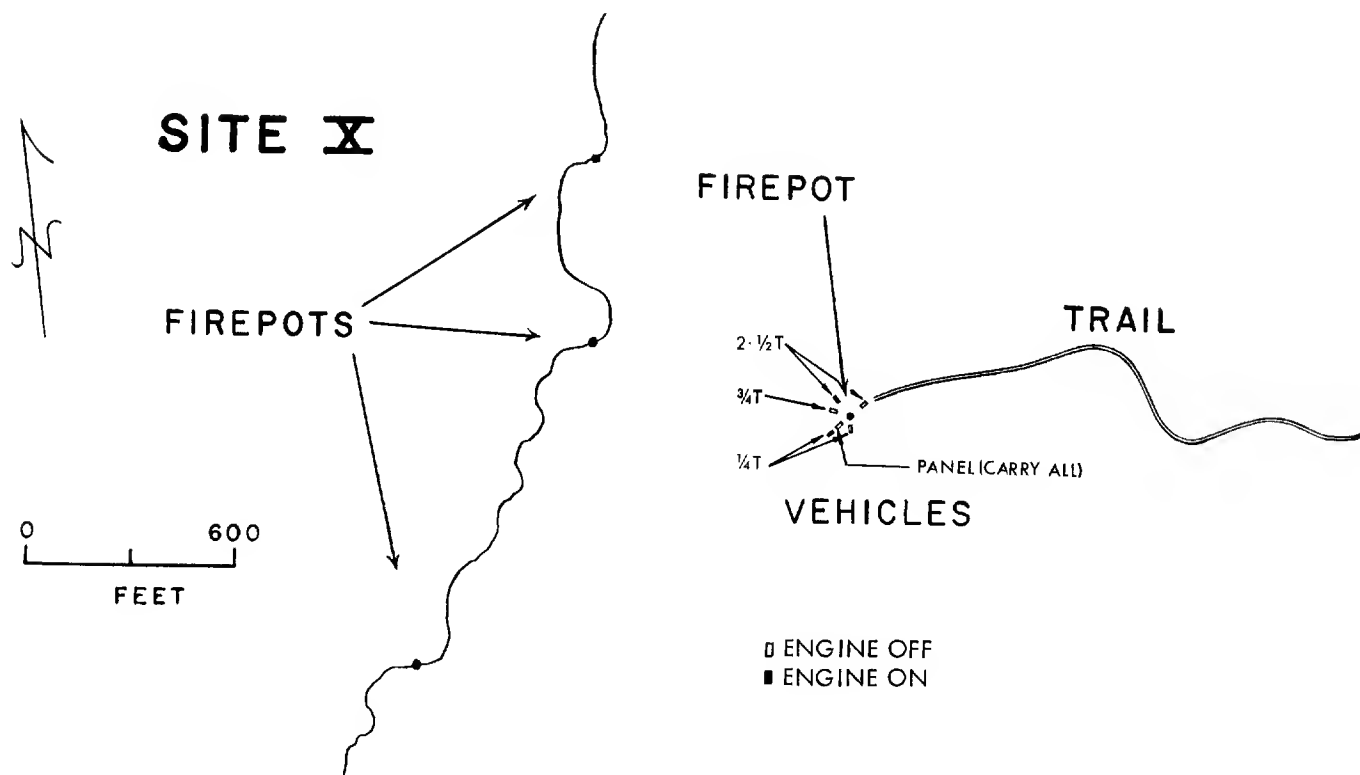 SITE X
FIREPOT
FIREPOTS
TRAIL
2·½T
¾T
¼T
PANEL(CARRY ALL)
VEHICLES
0 600
FEET
ENGINE OFF
ENGINE ON